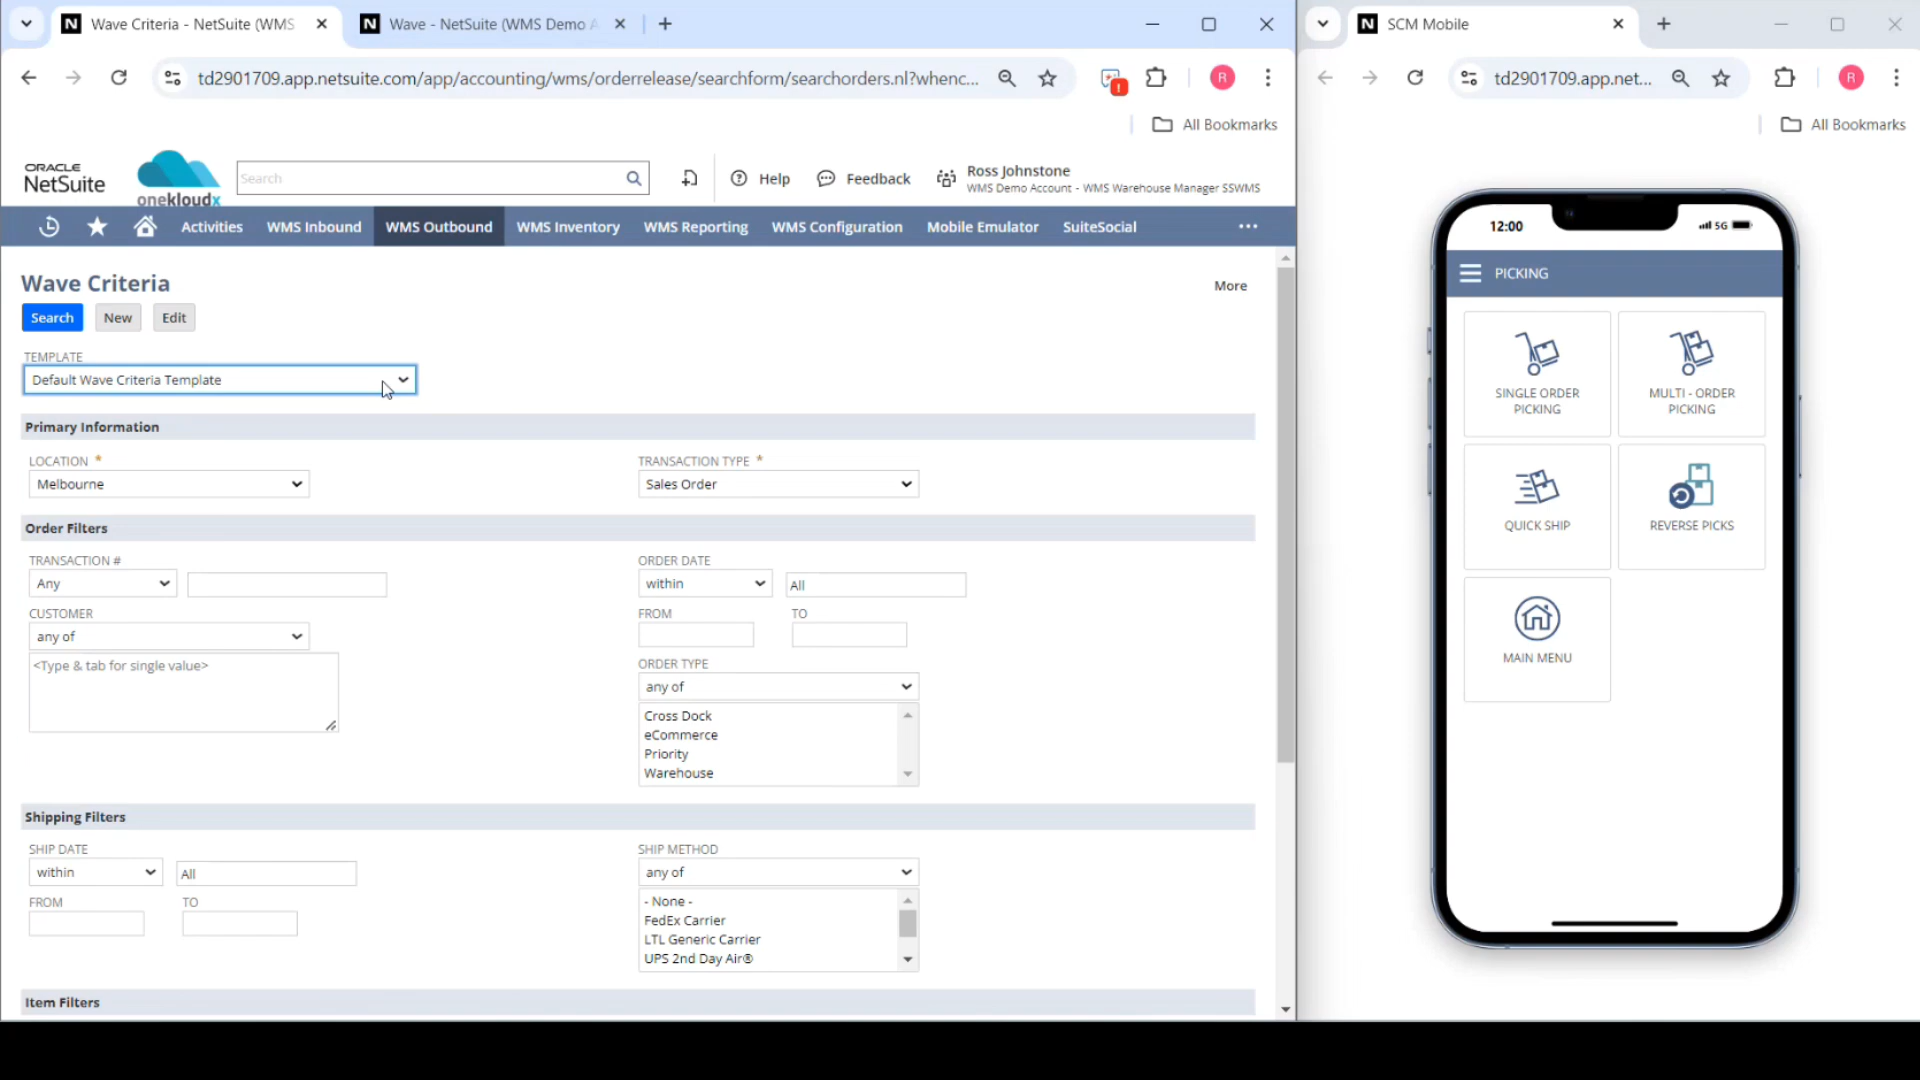 Wave Criteria - NetSuite (WMS
Wave - NetSuite (WMS Demo A
td2901709.app.netsuite.com/app/accounting/wms/orderrelease/searchform/searchorders.nl?whenc...
R
All Bookmarks
ORACLE
NetSuite
onekloudx
Search
Help
Feedback
Ross Johnstone
WMS Demo Account - WMS Warehouse Manager SSWMS
Activities
WMS Inbound
WMS Outbound
WMS Inventory
WMS Reporting
WMS Configuration
Mobile Emulator
SuiteSocial
Wave Criteria
More
Search
New
Edit
TEMPLATE
Default Wave Criteria Template
Primary Information
LOCATION *
Melbourne
TRANSACTION TYPE *
Sales Order
Order Filters
TRANSACTION #
Any
CUSTOMER
any of
<Type & tab for single value>
ORDER DATE
within
All
FROM
TO
ORDER TYPE
any of
Cross Dock
eCommerce
Priority
Warehouse
Shipping Filters
SHIP DATE
within
All
FROM
TO
SHIP METHOD
any of
- None -
FedEx Carrier
LTL Generic Carrier
UPS 2nd Day Air®
Item Filters
SCM Mobile
td2901709.app.net...
R
All Bookmarks
12:00
5G
PICKING
SINGLE ORDER
PICKING
MULTI - ORDER
PICKING
QUICK SHIP
REVERSE PICKS
MAIN MENU